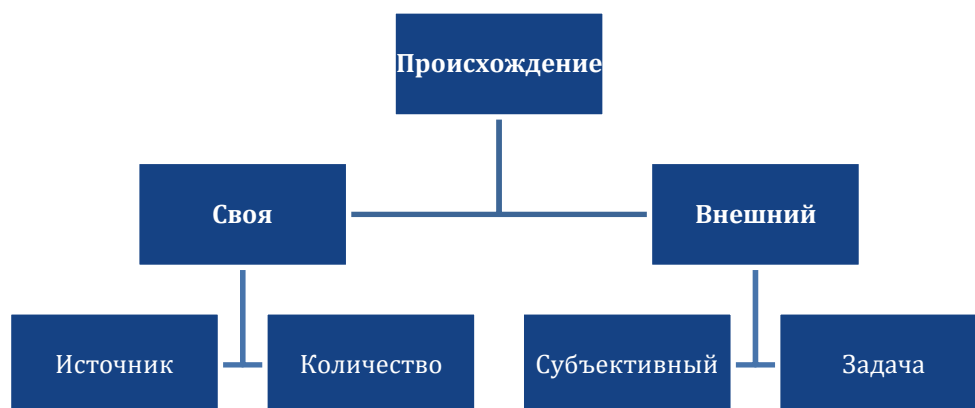 Происхождение
Своя
Внешний
Источник
Количество
Субъективный
Задача